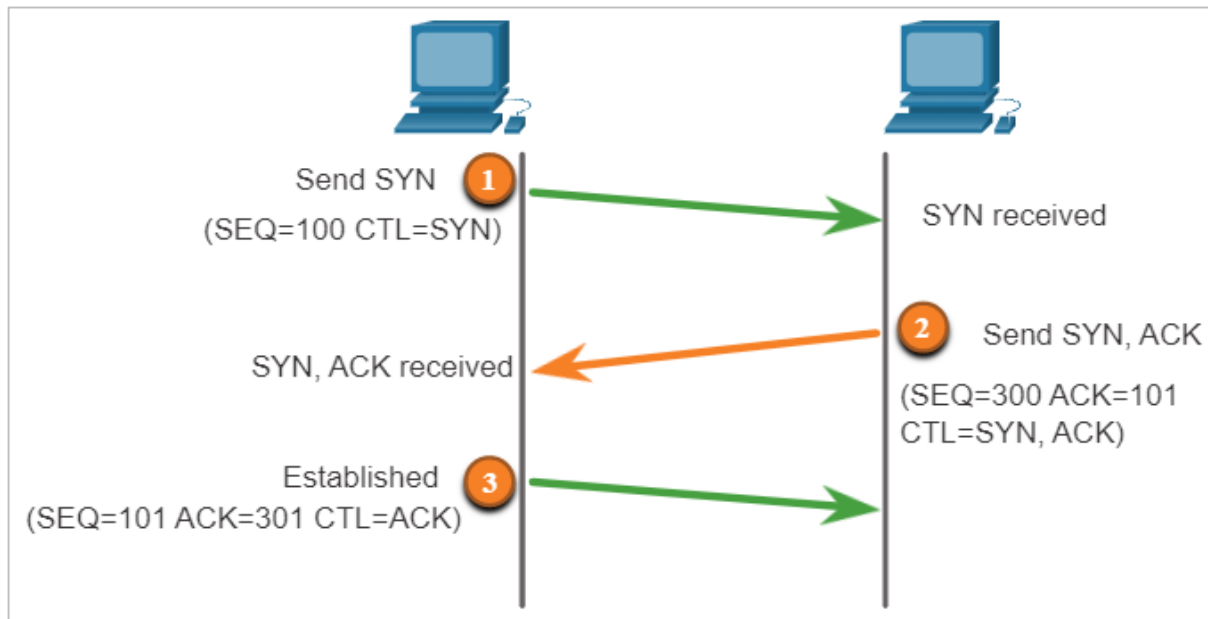 Send SYN 1
(SEQ=100 CTL=SYN)
SYN received
2 Send SYN, ACK
SYN, ACK received
(SEQ=300 ACK=101
CTL=SYN, ACK)
Established 3
(SEQ=101 ACK=301 CTL=ACK)